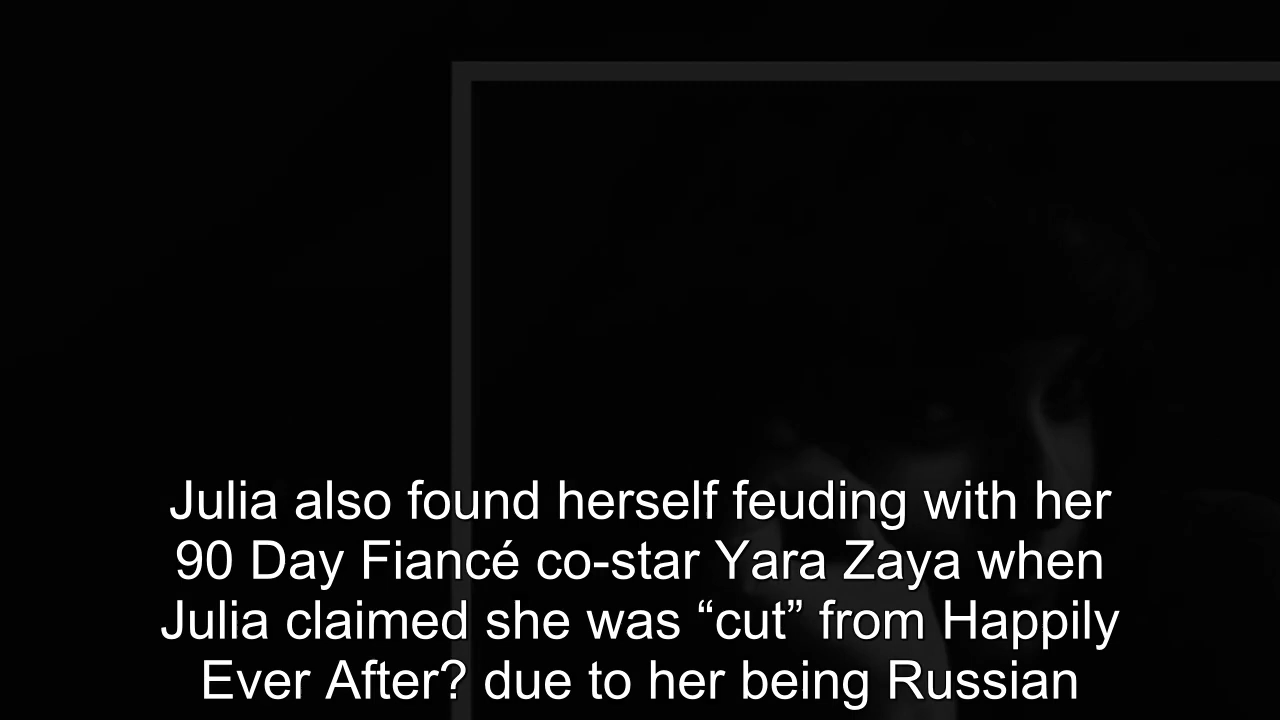 Julia also found herself feuding with her
90 Day Fiancé co-star Yara Zaya when
Julia claimed she was “cut” from Happily
Ever After? due to her being Russian